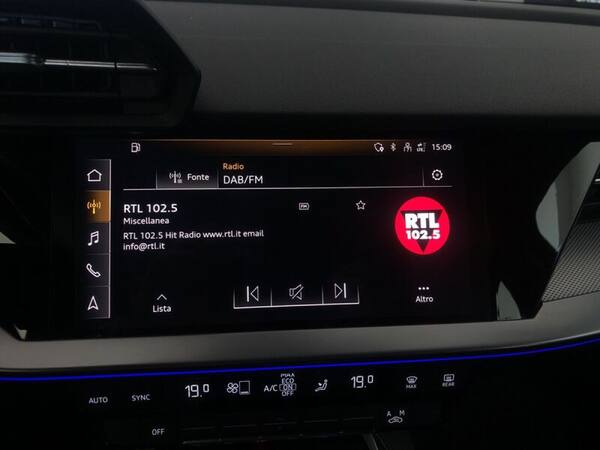 15:09
Radio
Fonte
DAB/FM
RTL 102.5
FM
Miscellanea
RTL 102.5 Hit Radio www.rtl.it email
info@rtl.it
RTL
102.5
Lista
Altro
AUTO
SYNC
19.0
A/C
MAX
ECO
ON
OFF
19.0
MAX
REAR
OFF
A
M